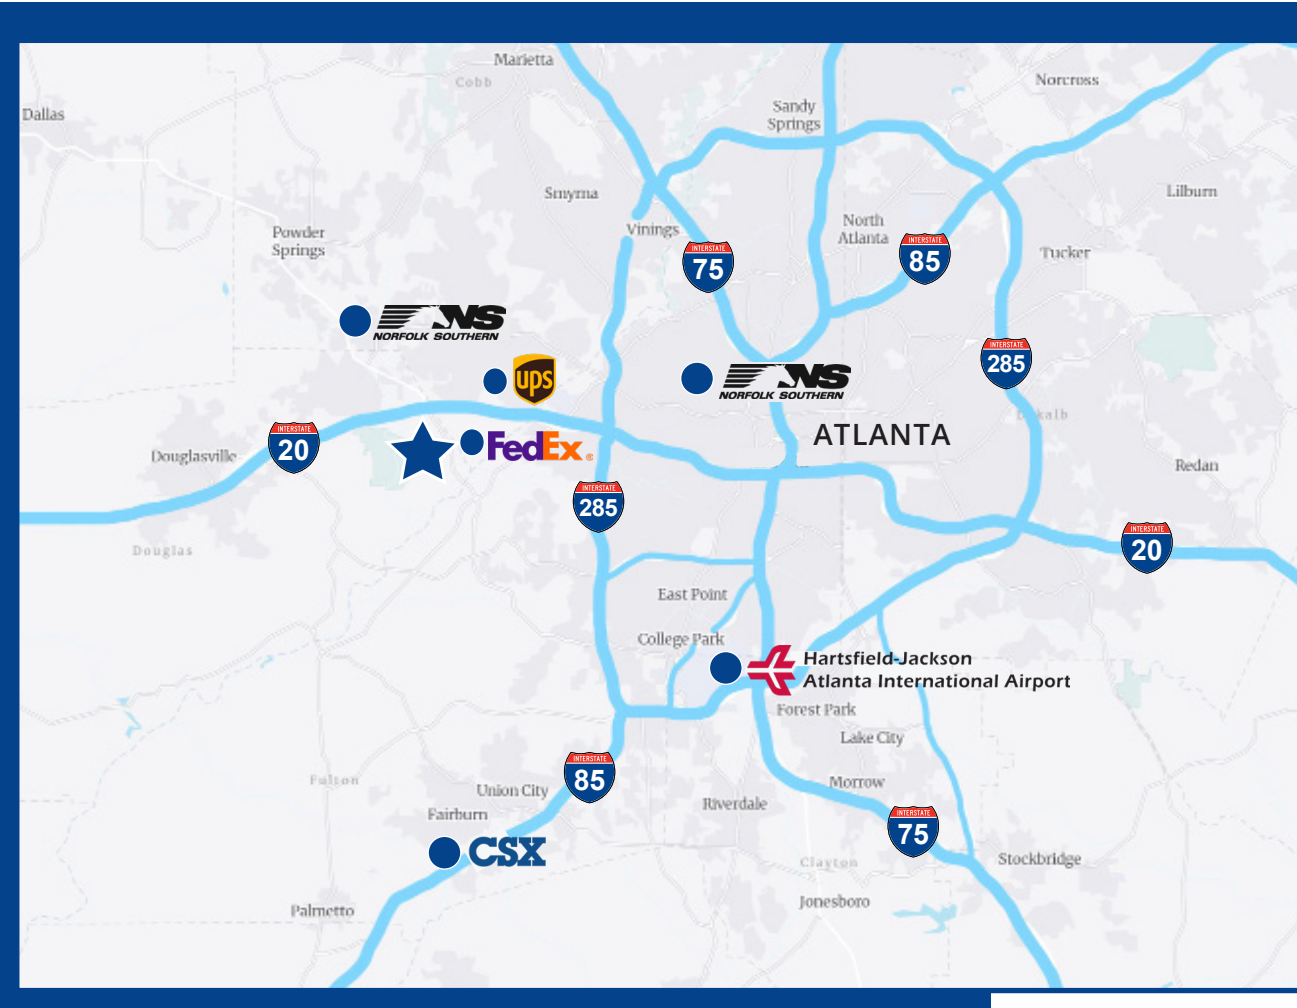 Marietta
Cobb
Norcross
Dallas
Sandy
Springs
Smyrna
Lilburn
Powder
Springs
Vinings
North
Atlanta
Tucker
INTERSTATE
75
INTERSTATE
85
NS
NORFOLK SOUTHERN
INTERSTATE
285
ups
NS
NORFOLK SOUTHERN
ATLANTA
INTERSTATE
20
FedEx®
Douglasville
Redan
INTERSTATE
285
INTERSTATE
20
Douglas
East Point
College Park
Hartsfield-Jackson
Atlanta International Airport
Forest Park
Lake City
INTERSTATE
85
Fulton
Union City
Morrow
Riverdale
Fairburn
INTERSTATE
75
CSX
Clayton
Stockbridge
Palmetto
Jonesboro